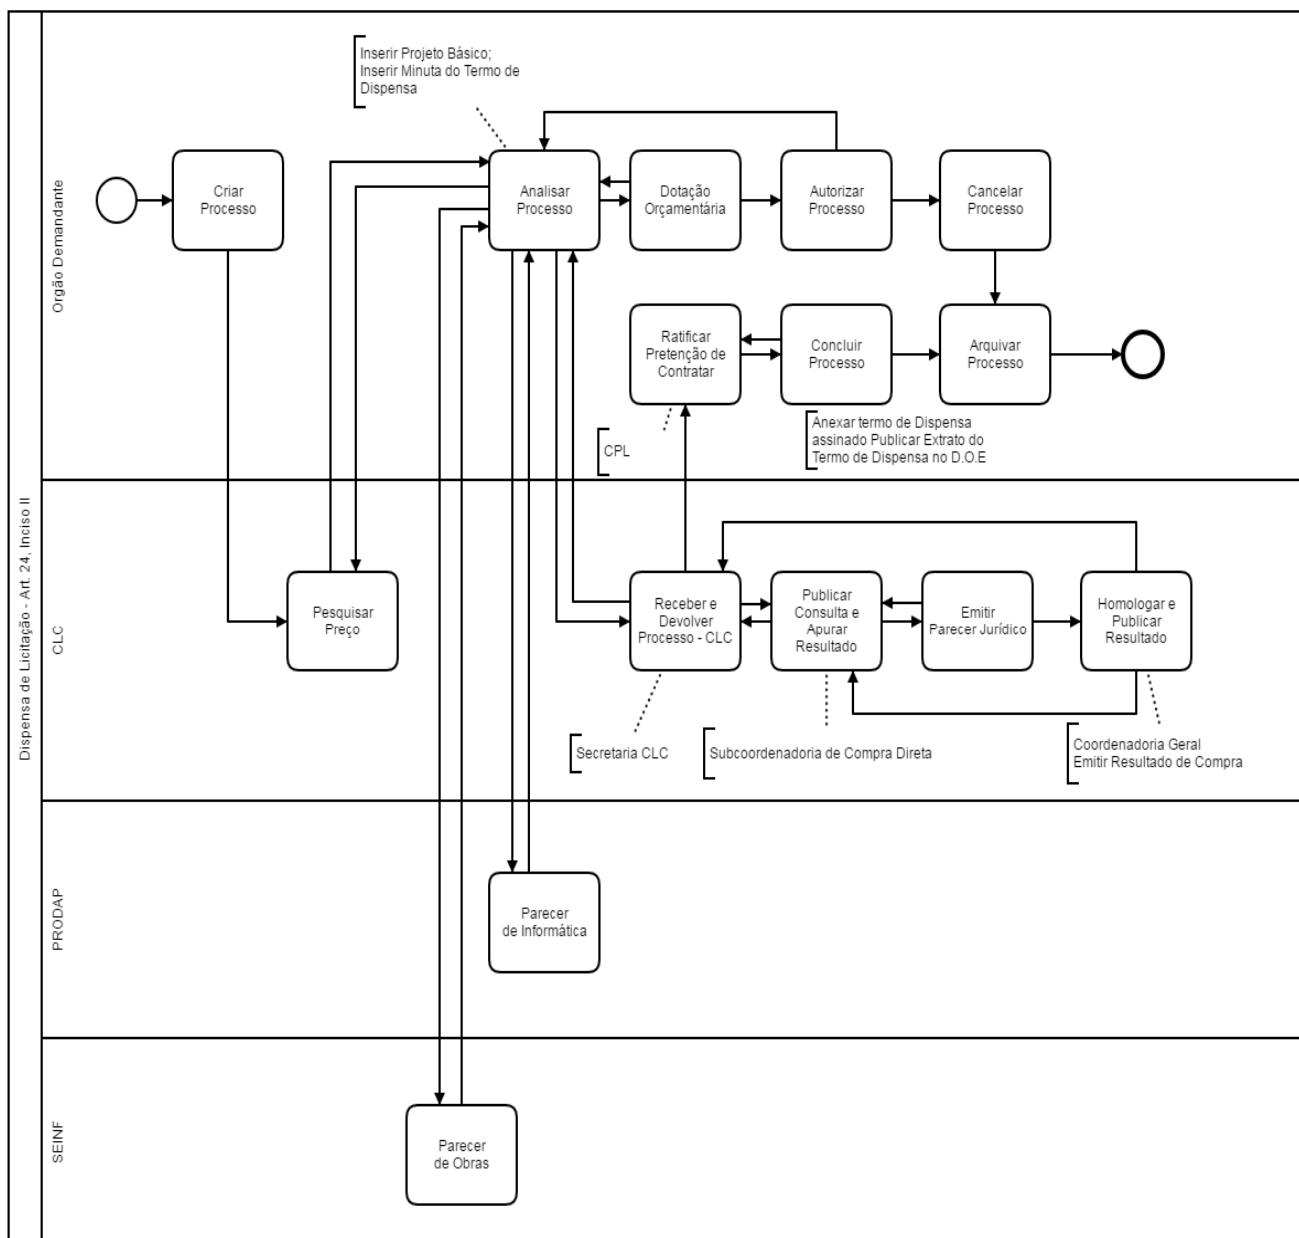 Dispensa de Licitação - Art. 24, Inciso II
Orgão Demandante
Inserir Projeto Básico;
Inserir Minuta do Termo de
Dispensa
Criar
Processo
Analisar
Processo
Dotação
Orçamentária
Autorizar
Processo
Cancelar
Processo
Ratificar
Pretenção de
Contratar
Concluir
Processo
Arquivar
Processo
CPL
Anexar termo de Dispensa
assinado Publicar Extrato do
Termo de Dispensa no D.O.E
CLC
Pesquisar
Preço
Receber e
Devolver
Processo - CLC
Publicar
Consulta e
Apurar
Resultado
Emitir
Parecer Jurídico
Homologar e
Publicar
Resultado
Secretaria CLC
Subcoordenadoria de Compra Direta
Coordenadoria Geral
Emitir Resultado de Compra
PRODAP
Parecer
de Informática
SEINF
Parecer
de Obras